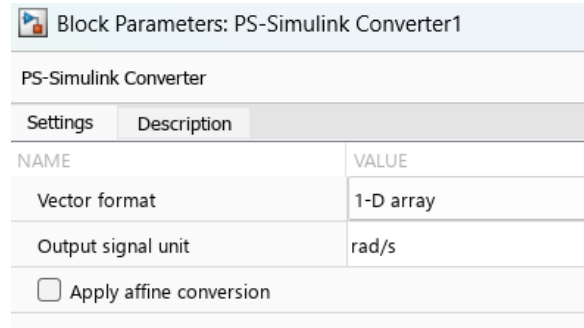 Block Parameters: PS-Simulink Converter1
PS-Simulink Converter
Settings Description
NAME VALUE
Vector format 1-D array
Output signal unit rad/s
Apply affine conversion